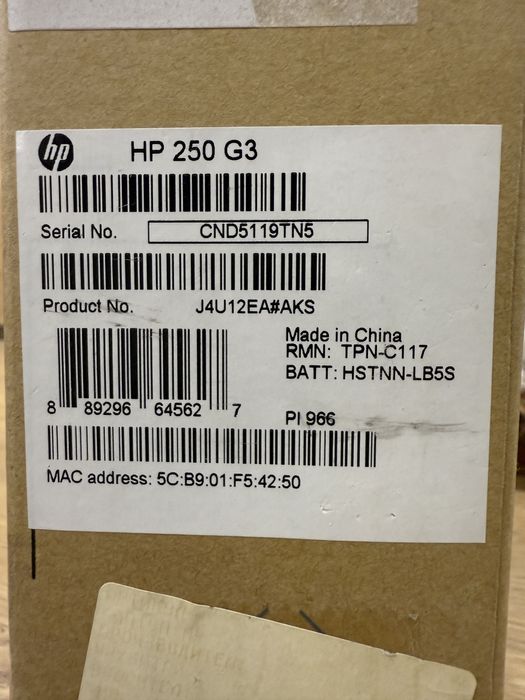 hp HP 250 G3
Serial No. CND5119TN5
Product No. J4U12EA#AKS
Made in China
RMN: TPN-C117
BATT: HSTNN-LB5S
8 89296 64562 7
PI 966
MAC address: 5C:B9:01:F5:42:50